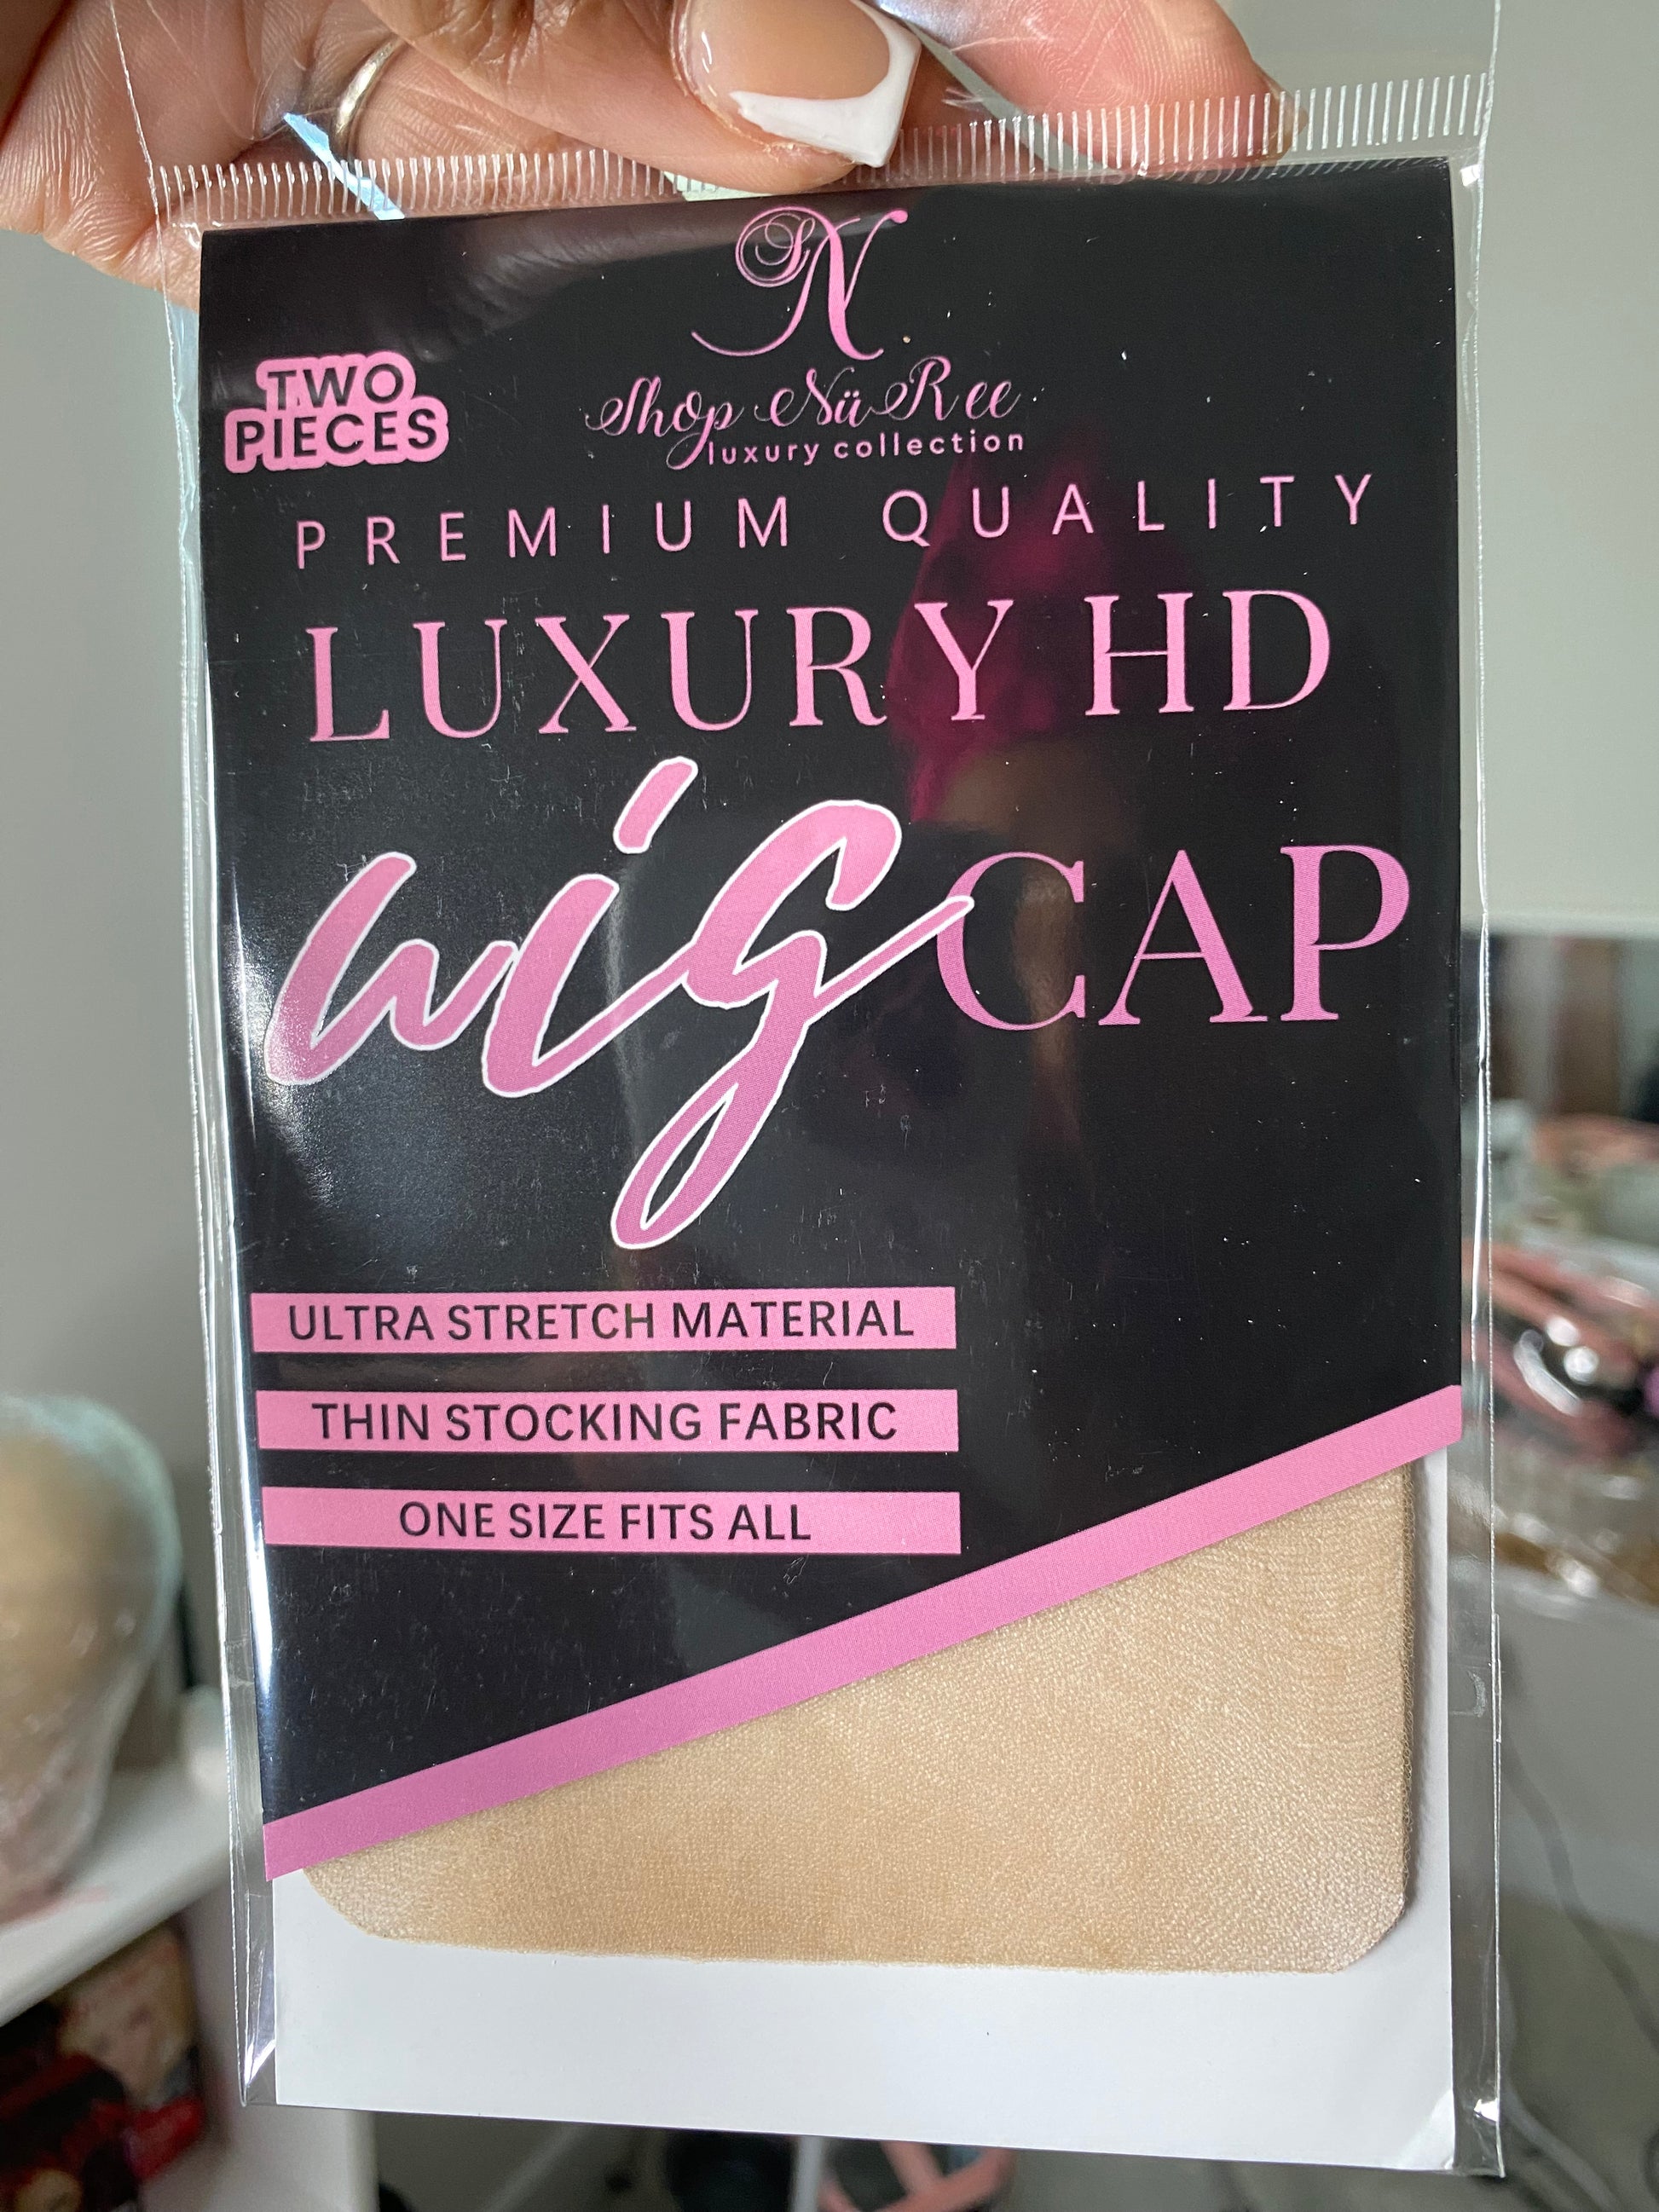 SN
TWO
PIECES
Shop NüRee
luxury collection
PREMIUM QUALITY
LUXURY HD
wig CAP
ULTRA STRETCH MATERIAL
THIN STOCKING FABRIC
ONE SIZE FITS ALL